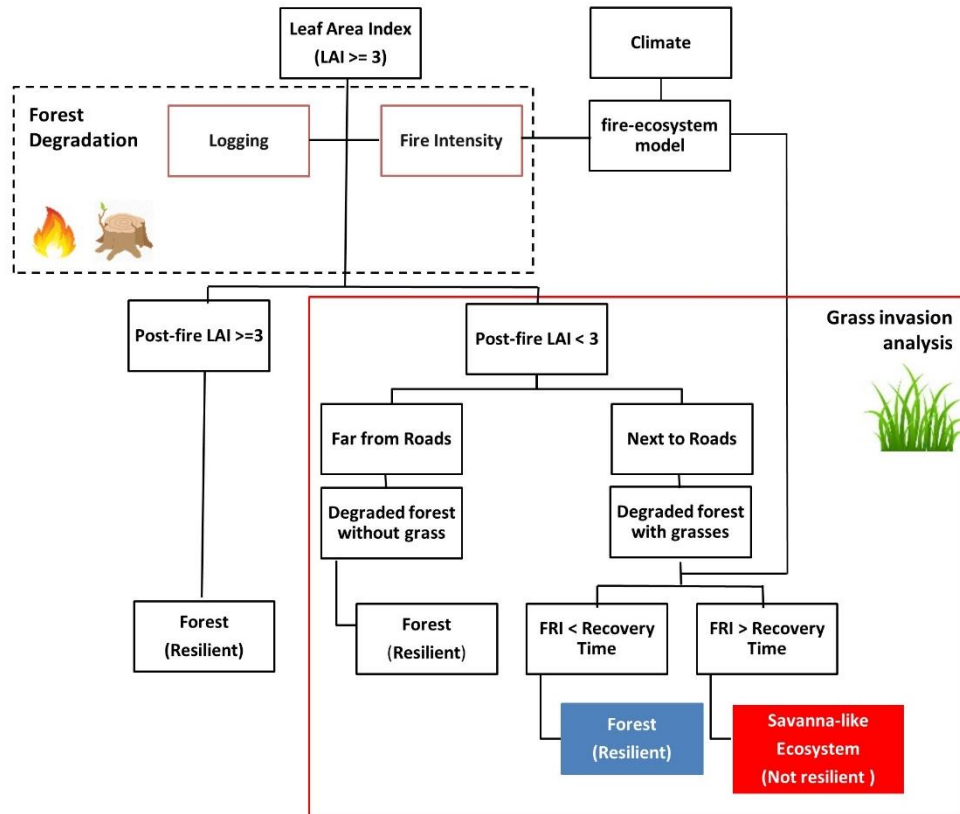 Leaf Area Index
(LAI >= 3)
Climate
Forest
Degradation
Logging
Fire Intensity
fire-ecosystem
model
Post-fire LAI >=3
Post-fire LAI < 3
Grass invasion
analysis
Far from Roads
Next to Roads
Degraded forest
without grass
Degraded forest
with grasses
Forest
(Resilient)
Forest
(Resilient)
FRI < Recovery
Time
FRI > Recovery
Time
Forest
(Resilient)
Savanna-like
Ecosystem
(Not resilient )